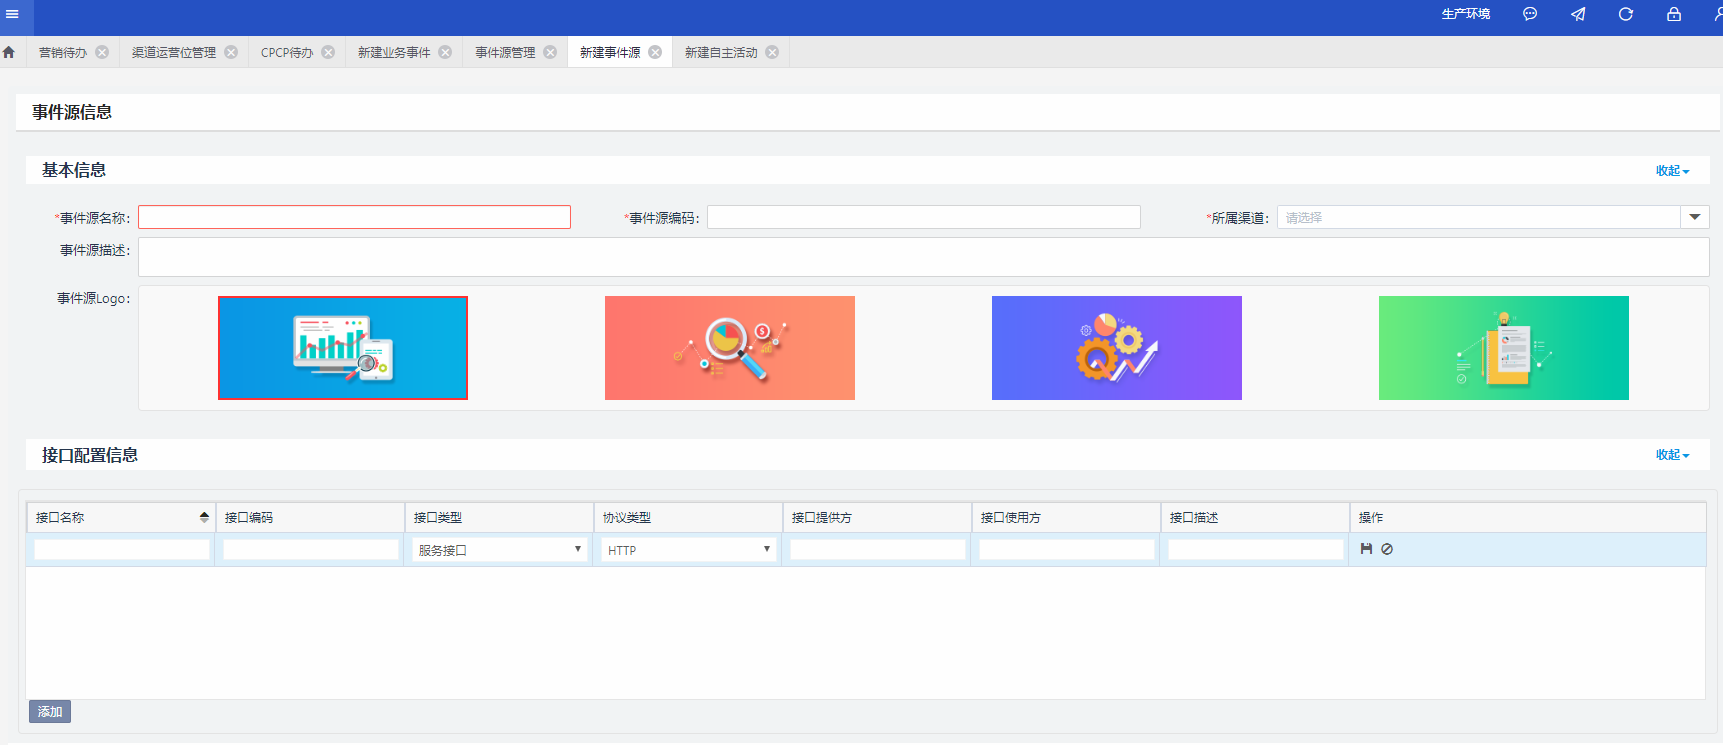 生产环境
营销待办 渠道运营位管理 CPCP待办 新建业务事件 事件源管理 新建事件源 新建自主活动
事件源信息
基本信息 收起
*事件源名称: *事件源编码: *所属渠道: 请选择
事件源描述:
事件源Logo:
接口配置信息 收起
接口名称 接口编码 接口类型 协议类型 接口提供方 接口使用方 接口描述 操作
服务接口 HTTP
添加